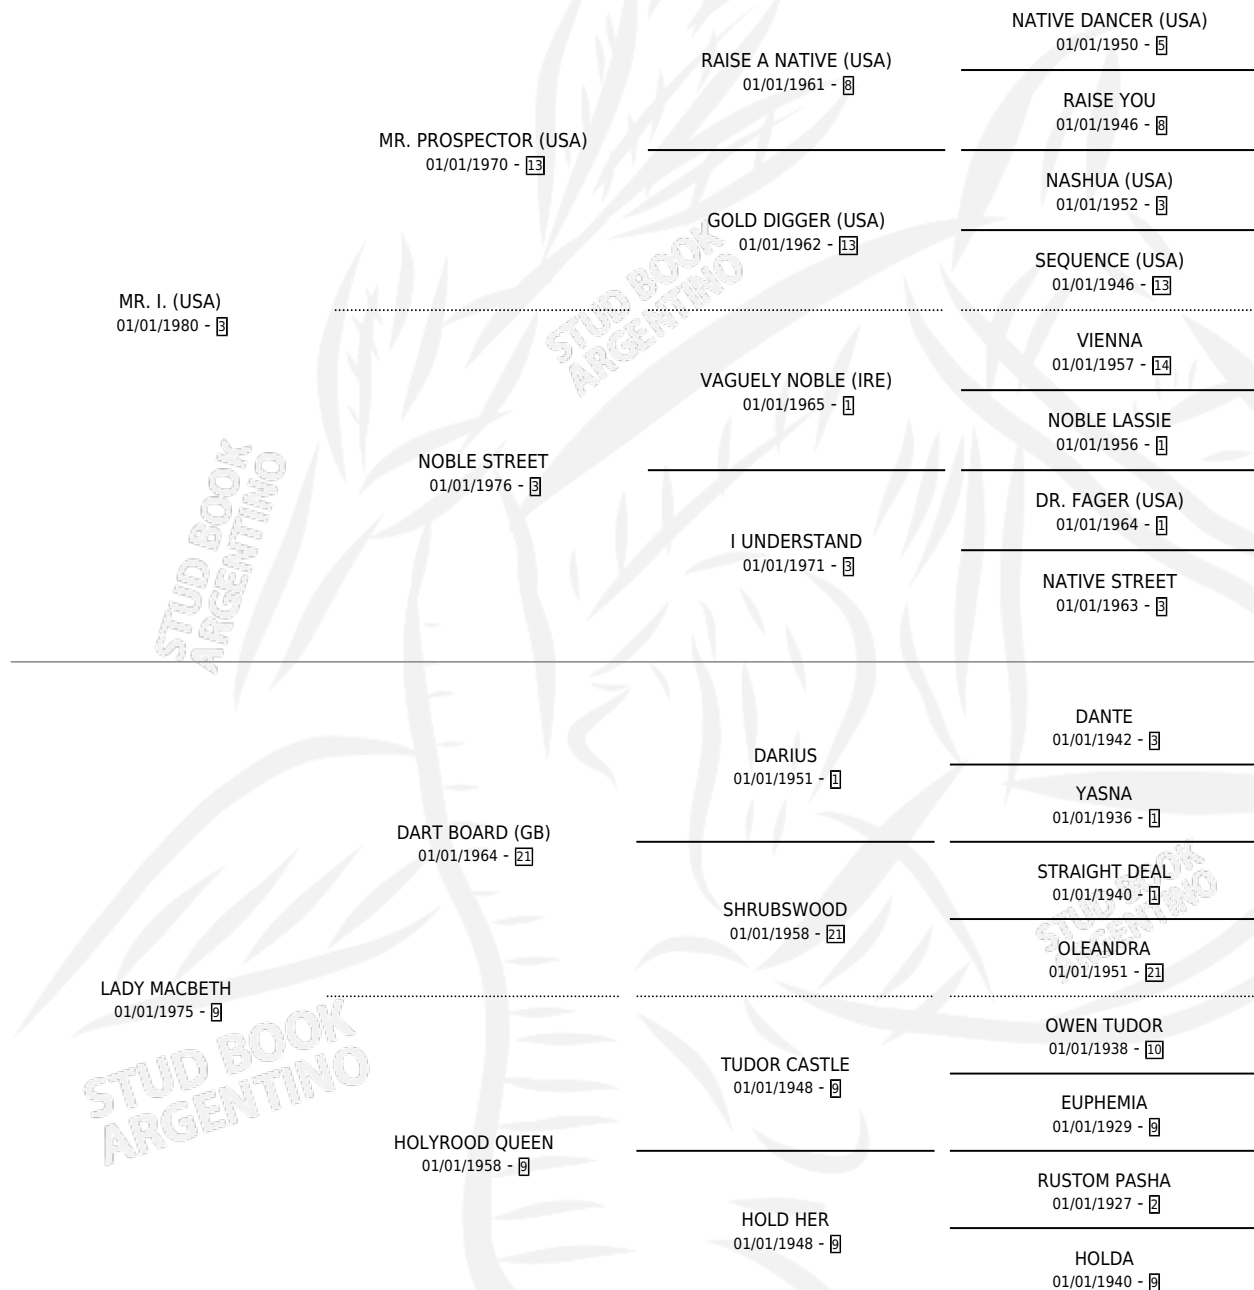 NATIVE DANCER (USA)
01/01/1950 - 5
RAISE A NATIVE (USA)
01/01/1961 - 8
RAISE YOU
01/01/1946 - 8
MR. PROSPECTOR (USA)
01/01/1970 - 13
NASHUA (USA)
01/01/1952 - 3
GOLD DIGGER (USA)
01/01/1962 - 13
SEQUENCE (USA)
01/01/1946 - 13
MR. I. (USA)
01/01/1980 - 3
STUD BOOK
ARGENTINO
VIENNA
01/01/1957 - 14
VAGUELY NOBLE (IRE)
01/01/1965 - 1
NOBLE LASSIE
01/01/1956 - 1
NOBLE STREET
01/01/1976 - 3
DR. FAGER (USA)
01/01/1964 - 1
I UNDERSTAND
01/01/1971 - 3
NATIVE STREET
01/01/1963 - 3
STUD BOOK
ARGENTINO
DANTE
01/01/1942 - 3
DARIUS
01/01/1951 - 1
YASNA
01/01/1936 - 1
DART BOARD (GB)
01/01/1964 - 21
STRAIGHT DEAL
01/01/1940 - 1
SHRUBSWOOD
01/01/1958 - 21
STUD BOOK
ARGENTINO
OLEANDRA
01/01/1951 - 21
LADY MACBETH
01/01/1975 - 9
OWEN TUDOR
01/01/1938 - 10
TUDOR CASTLE
01/01/1948 - 9
STUD BOOK
ARGENTINO
EUPHEMIA
01/01/1929 - 9
HOLYROOD QUEEN
01/01/1958 - 9
RUSTOM PASHA
01/01/1927 - 2
HOLD HER
01/01/1948 - 9
HOLDA
01/01/1940 - 9